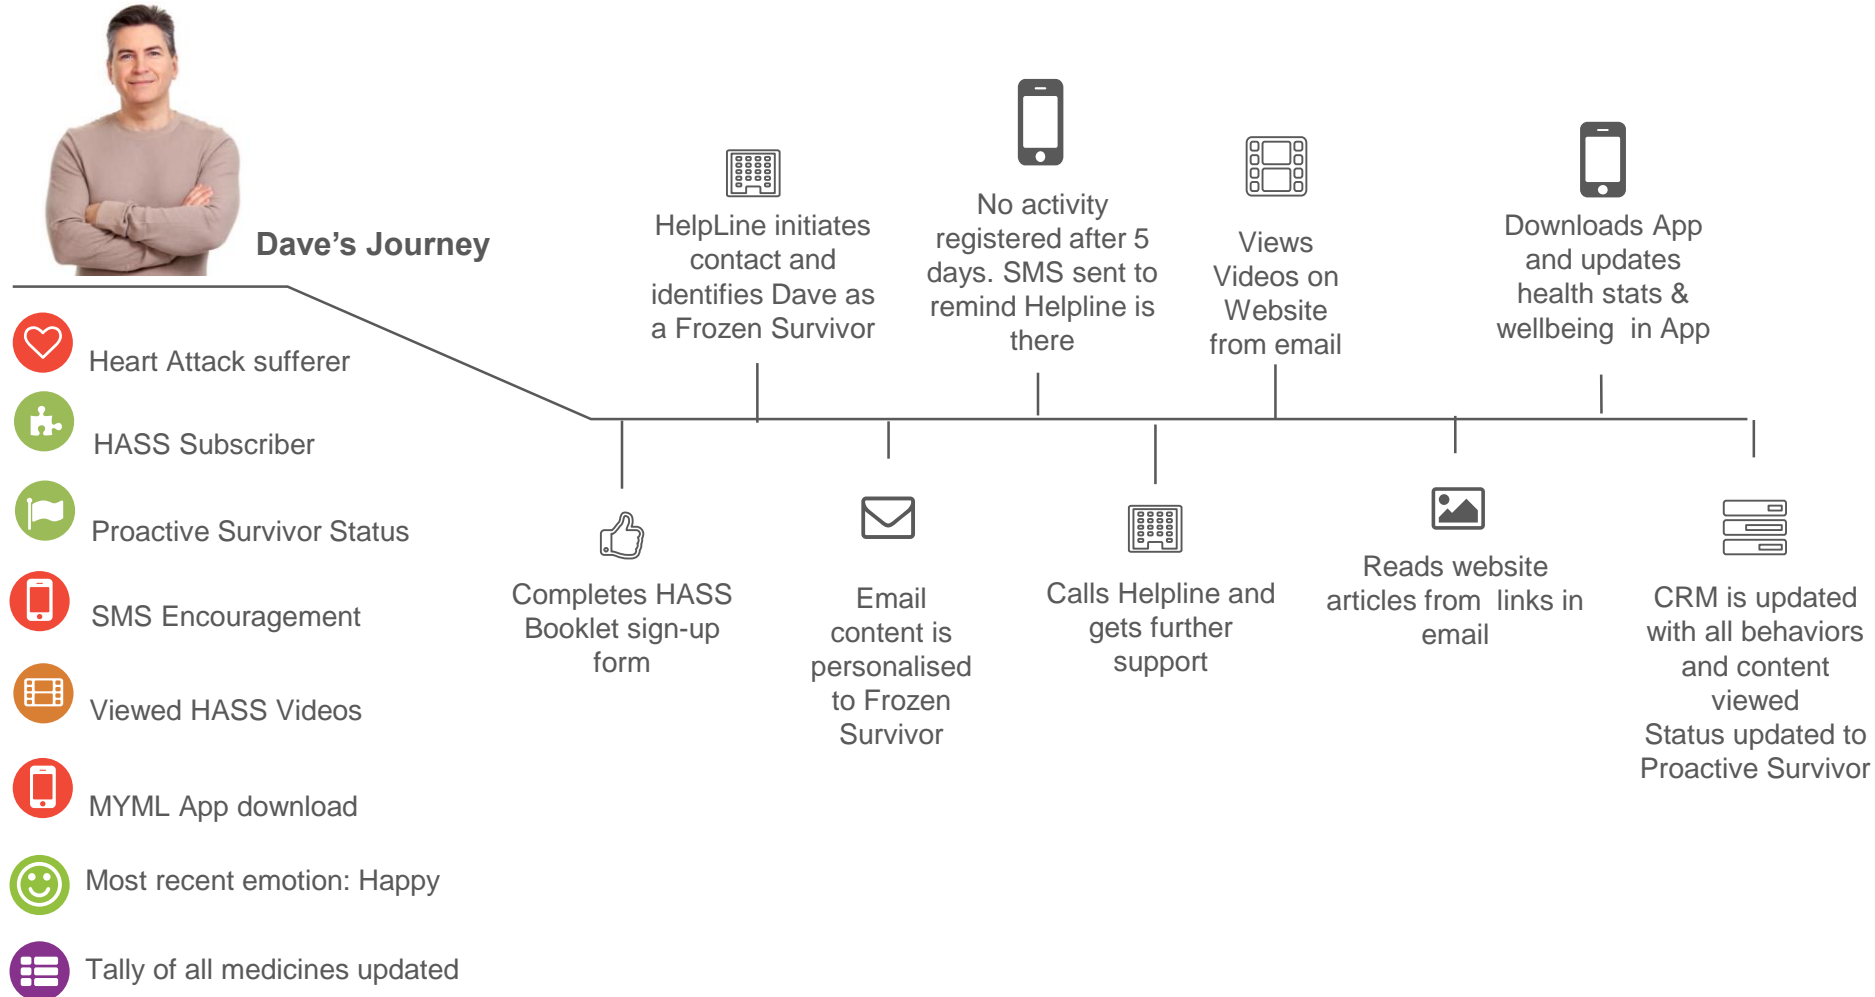 Dave's Journey
Heart Attack sufferer
HASS Subscriber
Proactive Survivor Status
SMS Encouragement
Viewed HASS Videos
MYML App download
Most recent emotion: Happy
Tally of all medicines updated
Completes HASS
Booklet sign-up
form
HelpLine initiates
contact and
identifies Dave as
a Frozen Survivor
Email
content is
personalised
to Frozen
Survivor
No activity
registered after 5
days. SMS sent to
remind Helpline is
there
Calls Helpline and
gets further
support
Views
Videos on
Website
from email
Reads website
articles from links in
email
Downloads App
and updates
health stats &
wellbeing in App
CRM is updated
with all behaviors
and content
viewed
Status updated to
Proactive Survivor